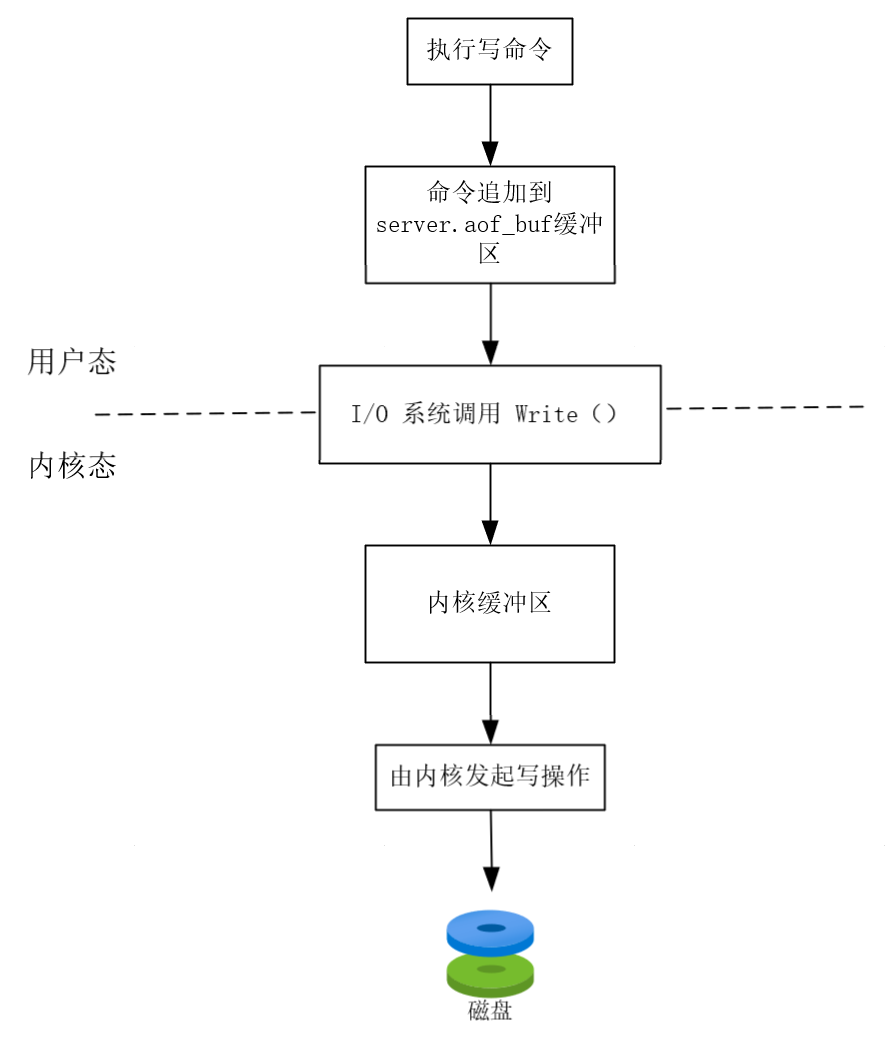 执行写命令
命令追加到
server.aof_buf缓冲
区
用户态
I/O 系统调用 Write（）
内核态
内核缓冲区
由内核发起写操作
磁盘